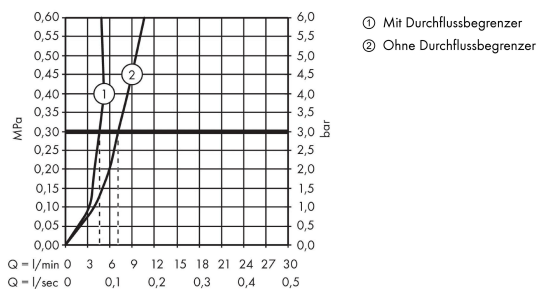 0,60 6,0
0,55 5,5
0,50 5,0
0,45 4,5
0,40 4,0
0,35 3,5
0,30 3,0
0,25 2,5
0,20 2,0
0,15 1,5
0,10 1,0
0,05 0,5
0,00 0,0
MPa
bar
1
2
Q = l/min 0 3 6 9 12 15 18 21 24 27 30
Q = l/sec 0 0,1 0,2 0,3 0,4 0,5
① Mit Durchflussbegrenzer
② Ohne Durchflussbegrenzer